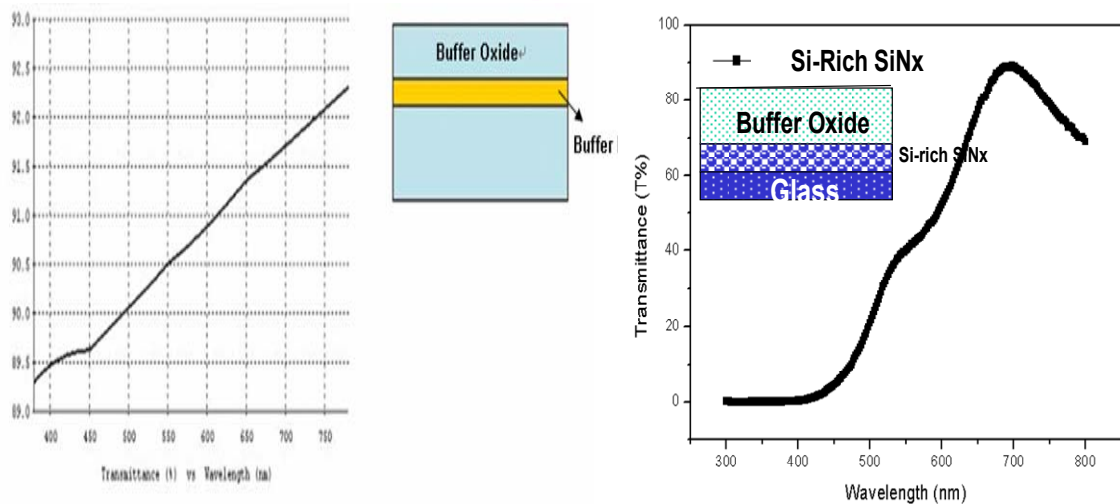 93.0
92.5
92.0
91.5
91.0
90.5
90.0
89.5
89.0
400 450 500 550 600 650 700 750
Transmittance (%) vs Wavelength (nm)
Buffer Oxide
Buffer
100
80
60
40
20
0
Transmittance (T%)
Si-Rich SiNx
Buffer Oxide
Si-rich SiNx
Glass
300 400 500 600 700 800
Wavelength (nm)